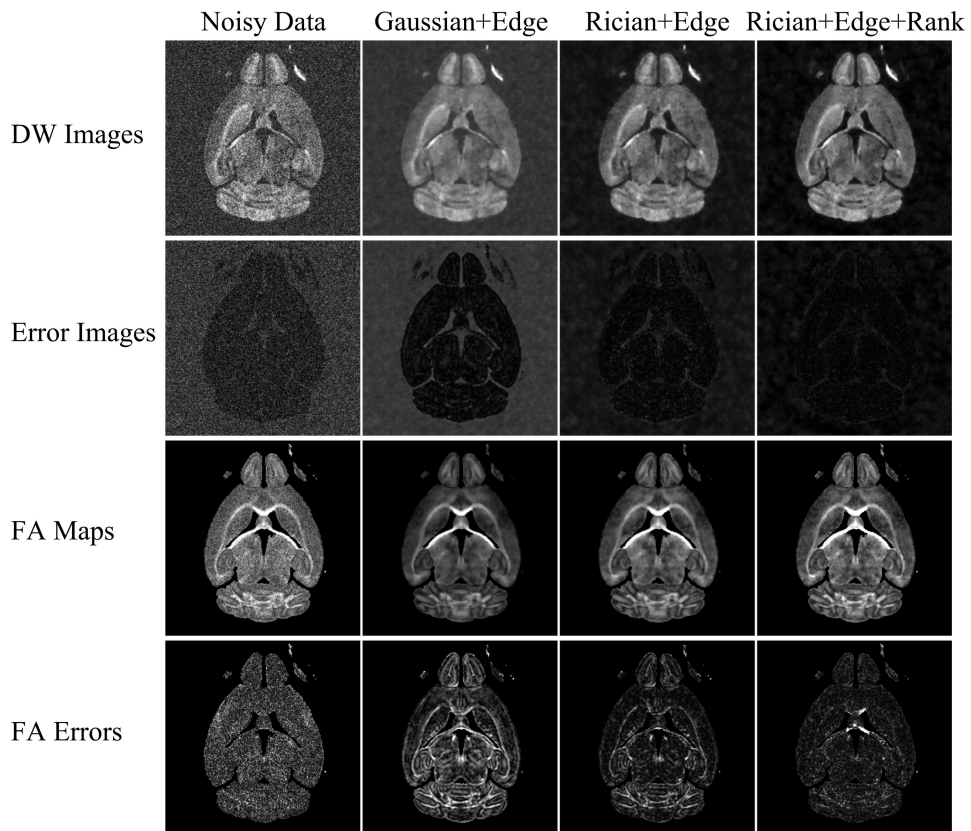 Noisy Data Gaussian+Edge Rician+Edge Rician+Edge+Rank
DW Images
Error Images
FA Maps
FA Errors